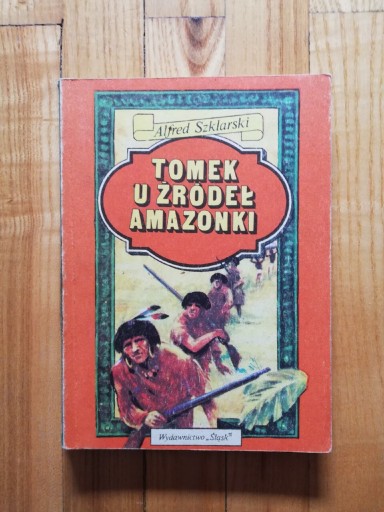 Alfred Szklarski
TOMEK
U ŹRÓDEŁ
AMAZONKI
Wydawnictwo „Śląsk"